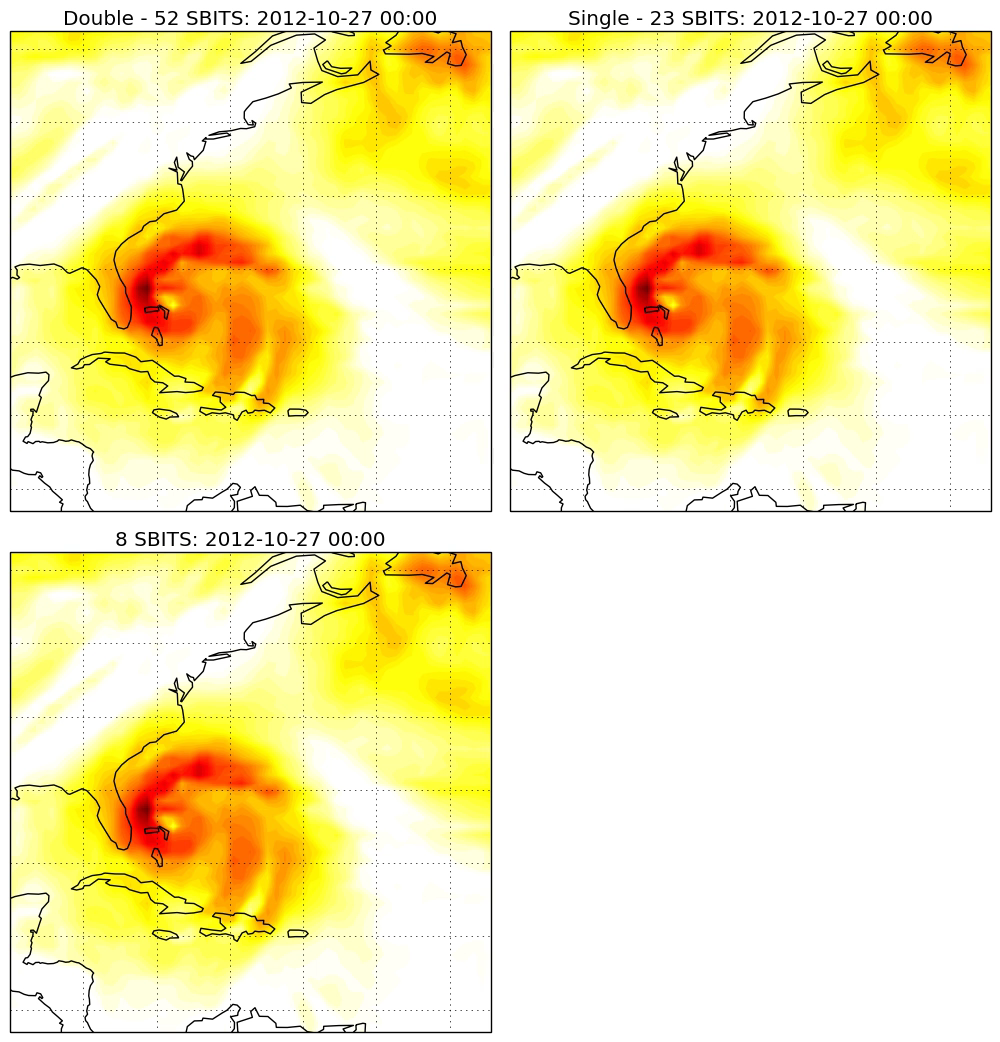 Double - 52 SBITS: 2012-10-27 00:00
Single - 23 SBITS: 2012-10-27 00:00
8 SBITS: 2012-10-27 00:00